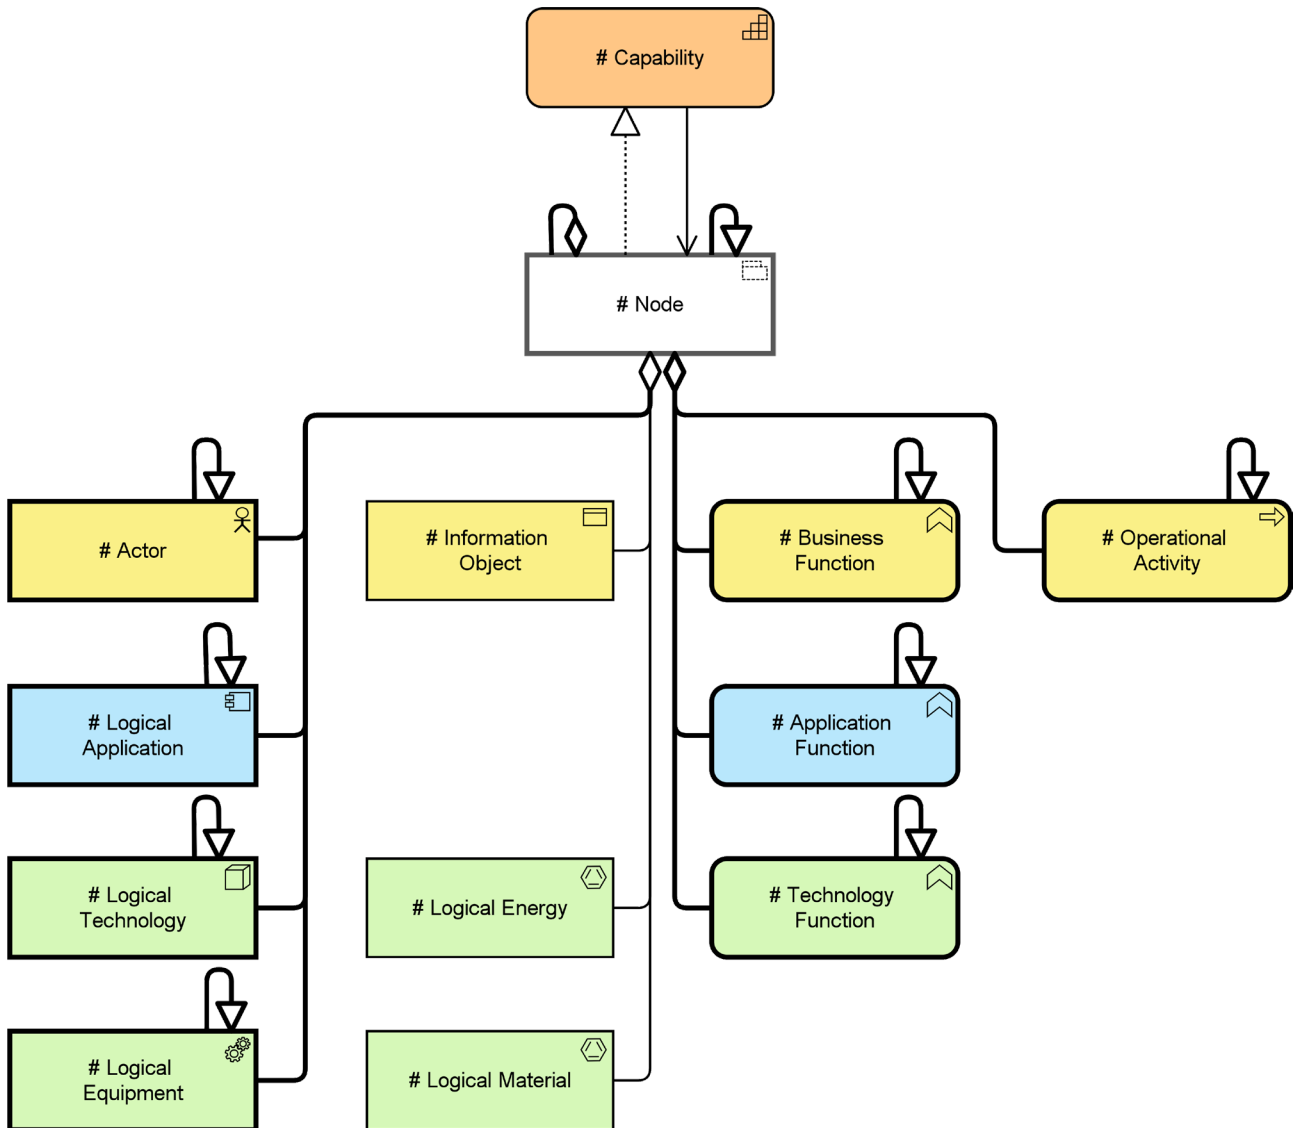 # Capability
# Node
# Actor
# Information
Object
# Business
Function
# Operational
Activity
# Logical
Application
# Application
Function
# Logical
Technology
# Logical Energy
# Technology
Function
# Logical
Equipment
# Logical Material